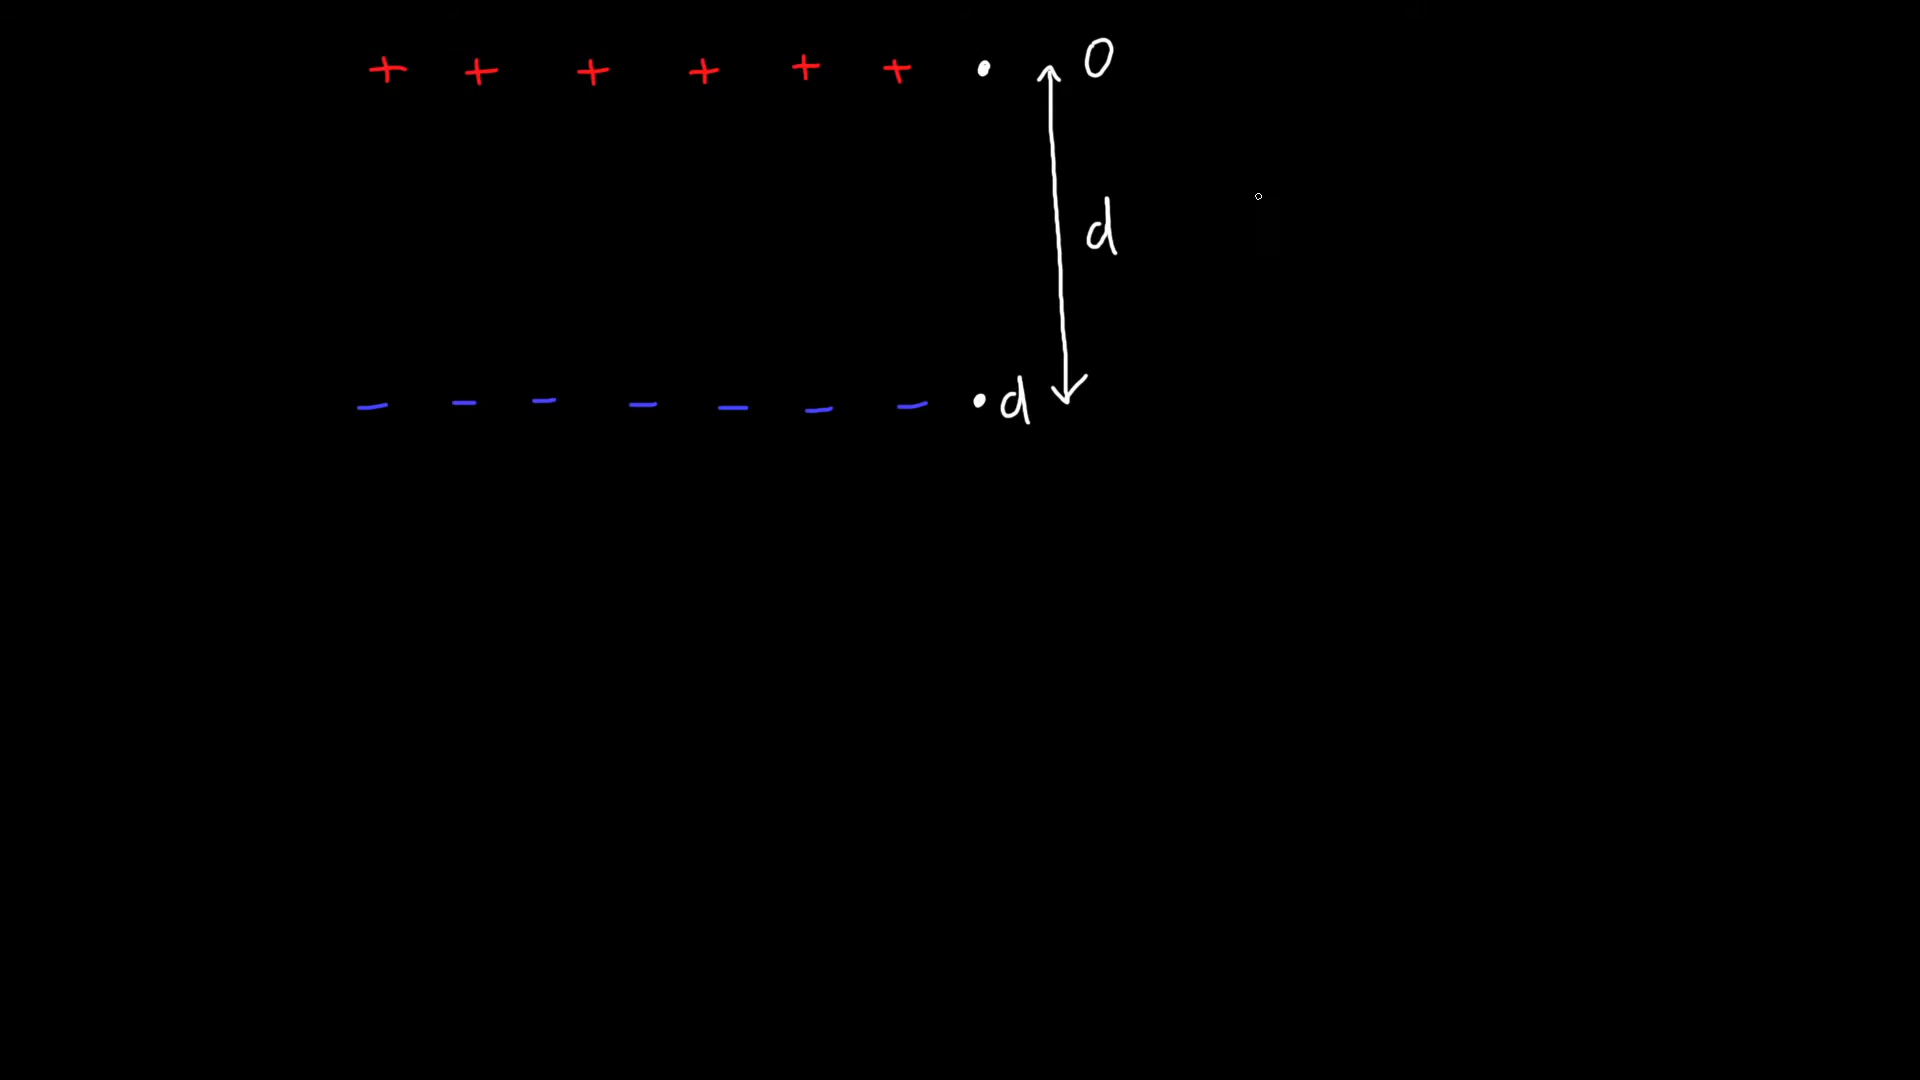 + + + + + + . 0
d
- - - - - - - . d